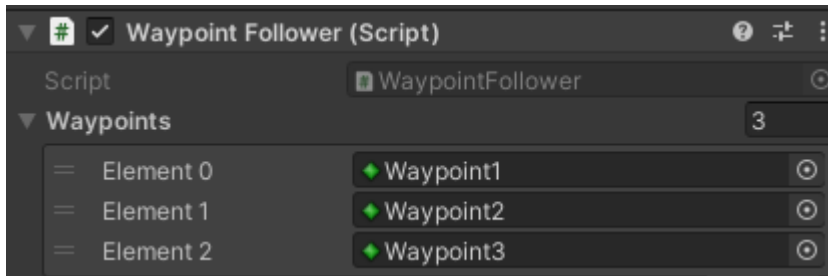 Waypoint Follower (Script)
Script WaypointFollower
Waypoints 3
Element 0 Waypoint1
Element 1 Waypoint2
Element 2 Waypoint3